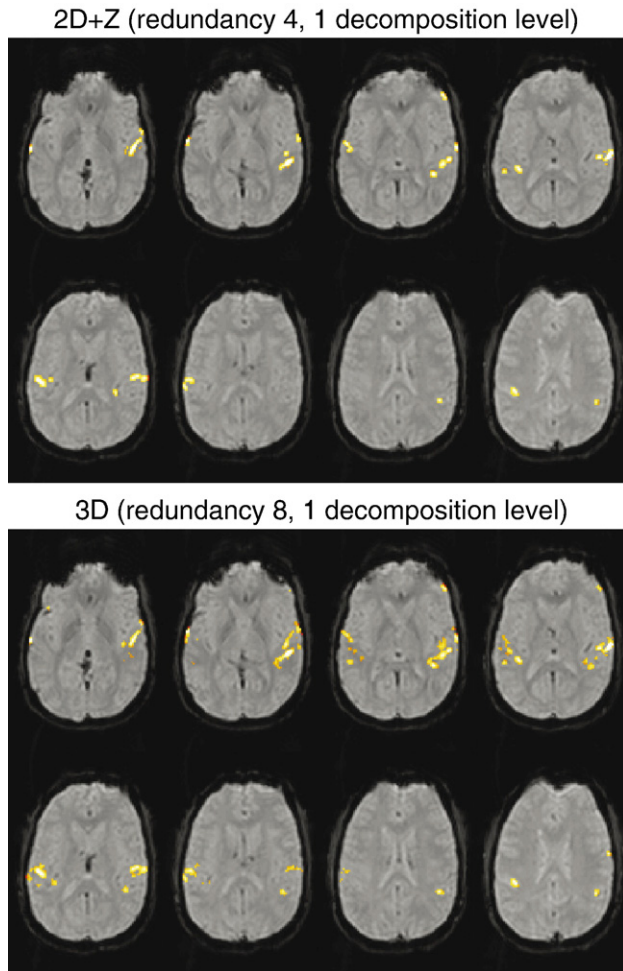 2D+Z (redundancy 4, 1 decomposition level)
3D (redundancy 8, 1 decomposition level)